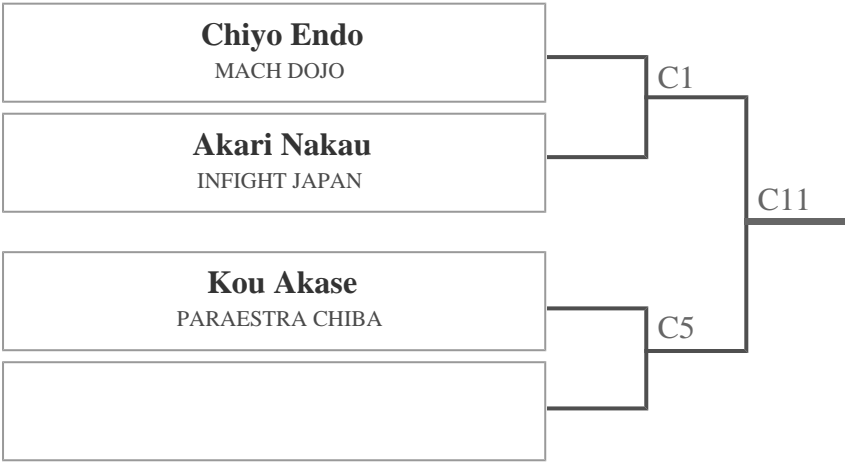 Chiyo Endo
MACH DOJO
C1
Akari Nakau
INFIGHT JAPAN
C11
Kou Akase
PARAESTRA CHIBA
C5